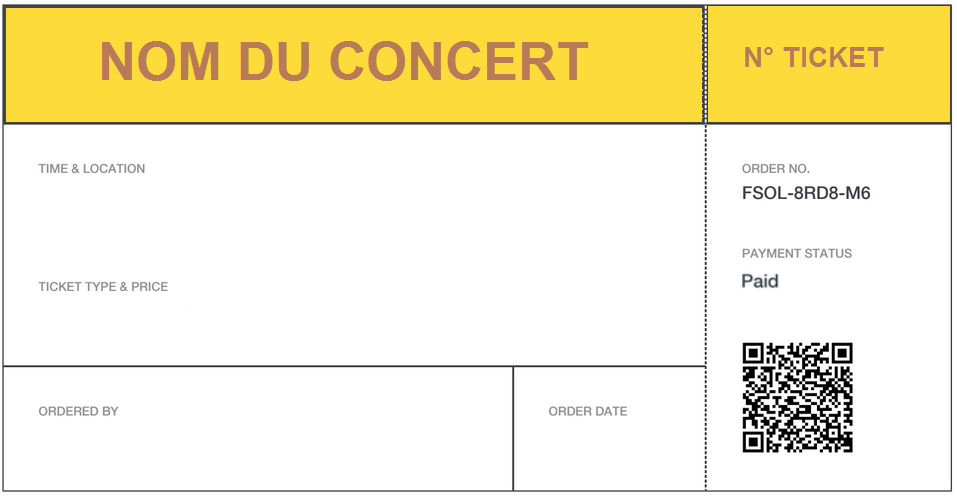 NOM DU CONCERT
N° TICKET
TIME & LOCATION
ORDER NO.
FSOL-8RD8-M6
PAYMENT STATUS
Paid
TICKET TYPE & PRICE
ORDERED BY
ORDER DATE